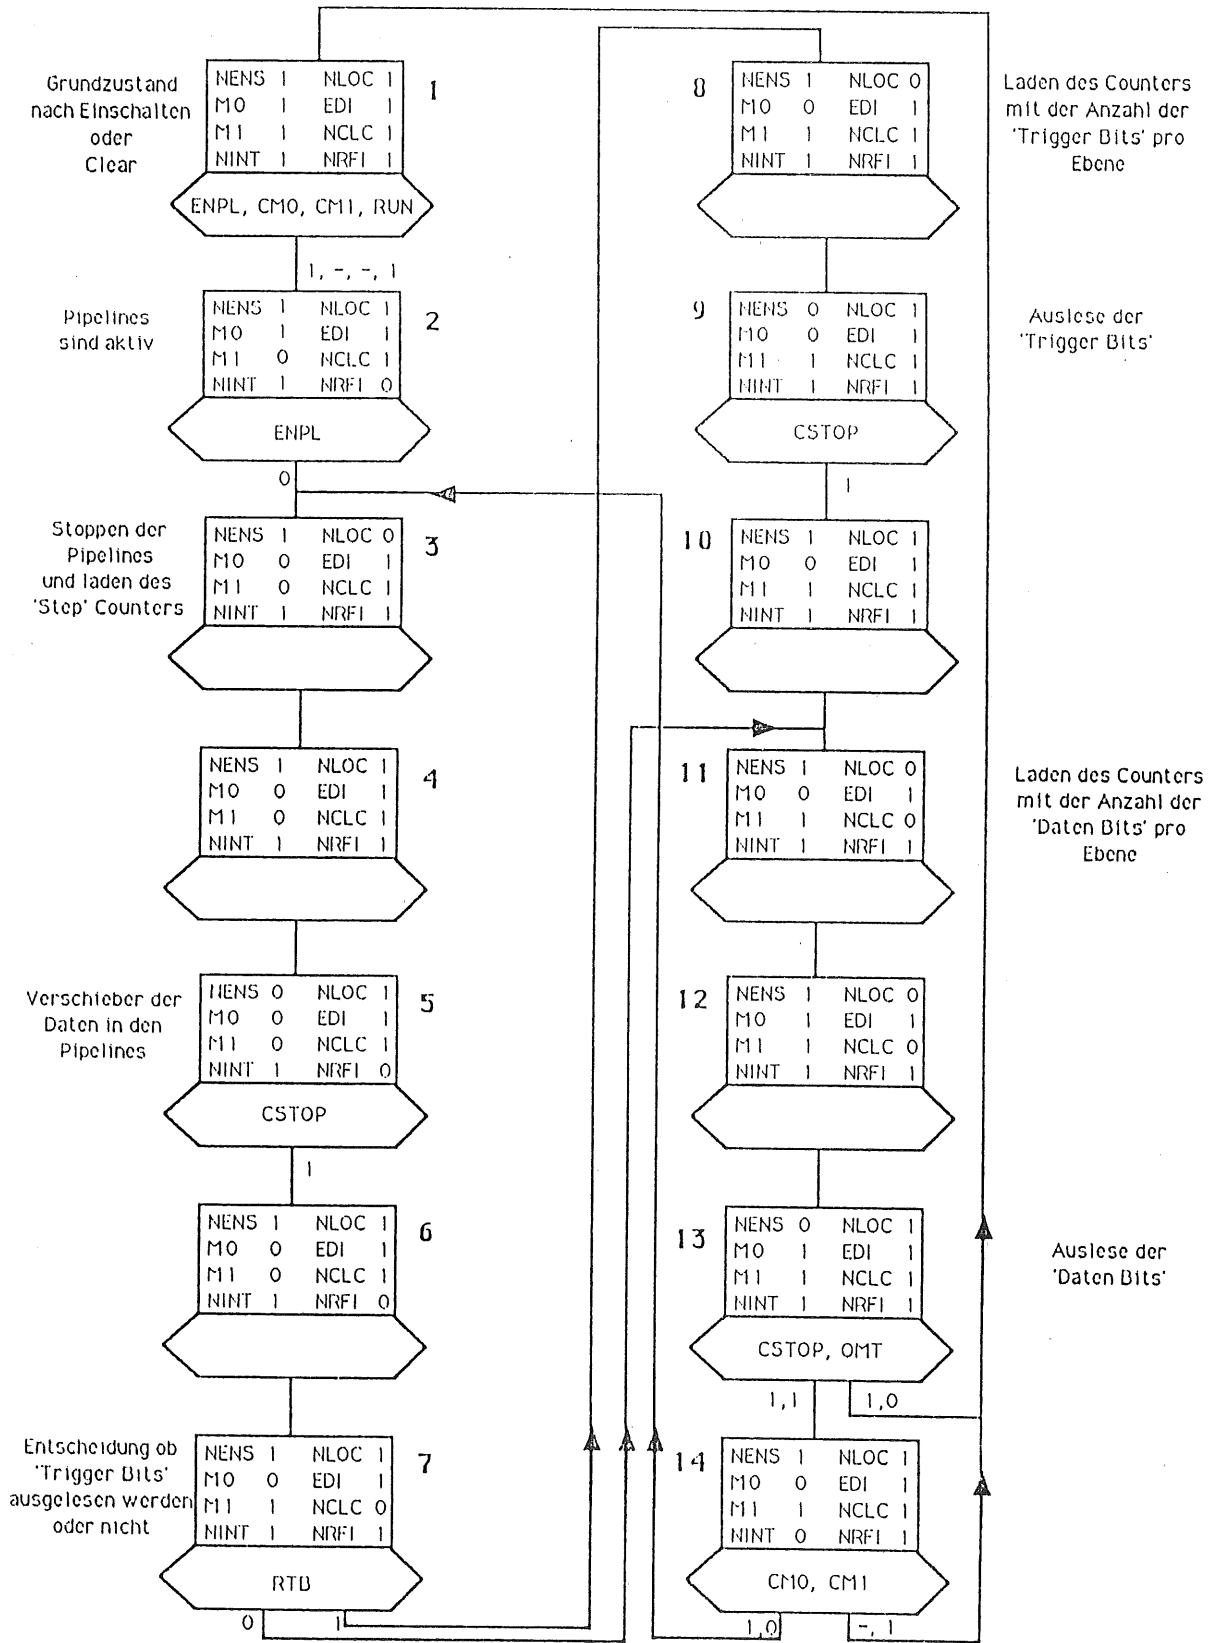 Grundzustand
nach Einschalten
oder
Clear
NENS 1 NLOC 1
M0 1 EDI 1
M1 1 NCLC 1
NINT 1 NRFI 1
1
ENPL, CM0, CM1, RUN
1, -, -, 1
Pipelines
sind aktiv
NENS 1 NLOC 1
M0 1 EDI 1
M1 0 NCLC 1
NINT 1 NRFI 0
2
ENPL
0
Stoppen der
Pipelines
und laden des
'Step' Counters
NENS 1 NLOC 0
M0 0 EDI 1
M1 0 NCLC 1
NINT 1 NRFI 1
3
NENS 1 NLOC 1
M0 0 EDI 1
M1 0 NCLC 1
NINT 1 NRFI 1
4
Verschieber der
Daten in den
Pipelines
NENS 0 NLOC 1
M0 0 EDI 1
M1 0 NCLC 1
NINT 1 NRFI 0
5
CSTOP
1
NENS 1 NLOC 1
M0 0 EDI 1
M1 0 NCLC 1
NINT 1 NRFI 0
6
Entscheidung ob
'Trigger Bits'
ausgelesen werden
oder nicht
NENS 1 NLOC 1
M0 0 EDI 1
M1 1 NCLC 0
NINT 1 NRFI 1
7
RTB
0 1
8
NENS 1 NLOC 0
M0 0 EDI 1
M1 1 NCLC 1
NINT 1 NRFI 1
Laden des Counters
mit der Anzahl der
'Trigger Bits' pro
Ebene
9
NENS 0 NLOC 1
M0 0 EDI 1
M1 1 NCLC 1
NINT 1 NRFI 1
Auslese der
'Trigger Bits'
CSTOP
1
10
NENS 1 NLOC 1
M0 0 EDI 1
M1 1 NCLC 1
NINT 1 NRFI 1
11
NENS 1 NLOC 0
M0 0 EDI 1
M1 1 NCLC 0
NINT 1 NRFI 1
Laden des Counters
mit der Anzahl der
'Daten Bits' pro
Ebene
12
NENS 1 NLOC 0
M0 1 EDI 1
M1 1 NCLC 0
NINT 1 NRFI 1
13
NENS 0 NLOC 1
M0 1 EDI 1
M1 1 NCLC 1
NINT 1 NRFI 1
Auslese der
'Daten Bits'
CSTOP, OMT
1,1 1,0
14
NENS 1 NLOC 1
M0 0 EDI 1
M1 1 NCLC 1
NINT 0 NRFI 1
CM0, CM1
1,0 -, 1